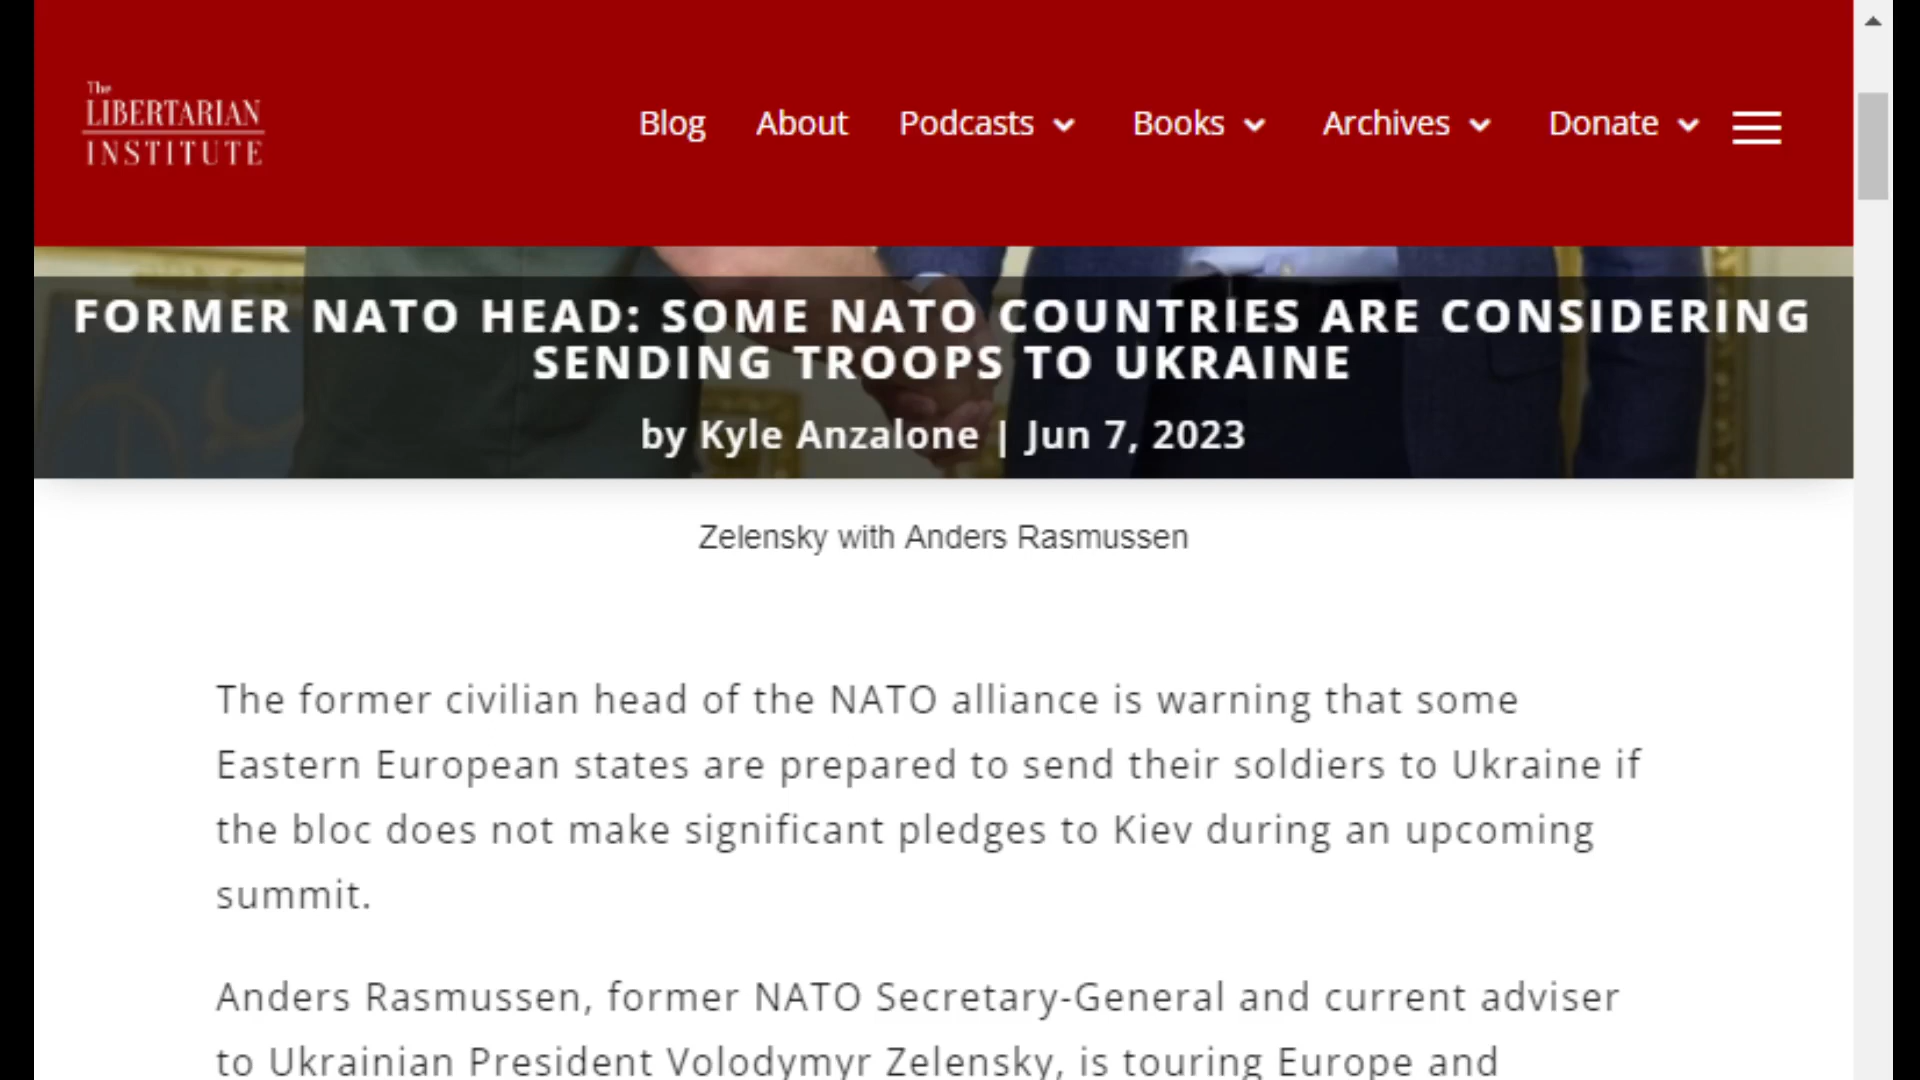 The
LIBERTARIAN
INSTITUTE
Blog About Podcasts Books Archives Donate
FORMER NATO HEAD: SOME NATO COUNTRIES ARE CONSIDERING
SENDING TROOPS TO UKRAINE
by Kyle Anzalone | Jun 7, 2023
Zelensky with Anders Rasmussen
The former civilian head of the NATO alliance is warning that some
Eastern European states are prepared to send their soldiers to Ukraine if
the bloc does not make significant pledges to Kiev during an upcoming
summit.
Anders Rasmussen, former NATO Secretary-General and current adviser
to Ukrainian President Volodymyr Zelensky, is touring Europe and